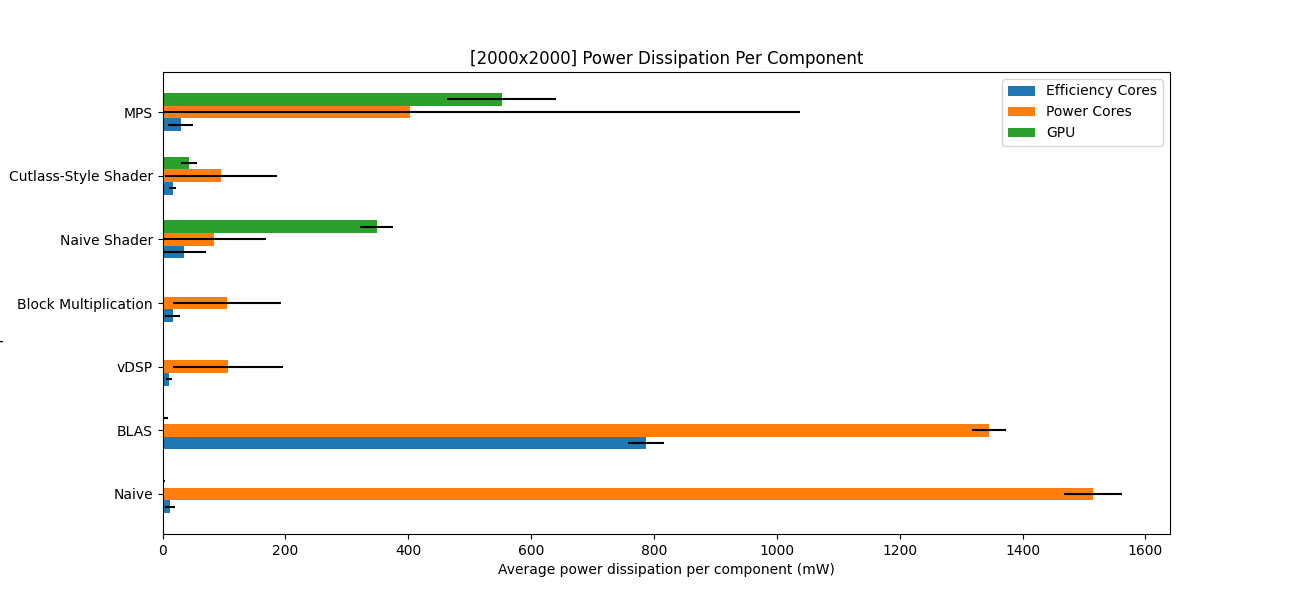 [2000x2000] Power Dissipation Per Component
Efficiency Cores
Power Cores
GPU
MPS
Cutlass-Style Shader
Naive Shader
Block Multiplication
vDSP
BLAS
Naive
0 200 400 600 800 1000 1200 1400 1600
Average power dissipation per component (mW)